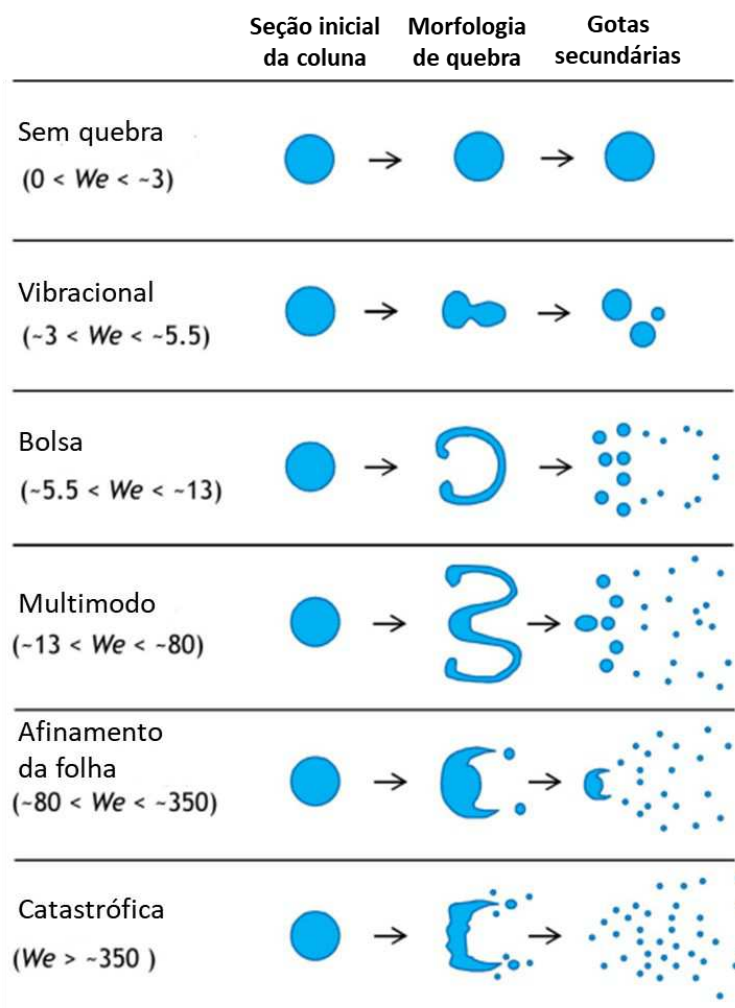 Seção inicial da coluna
Morfologia de quebra
Gotas secundárias
Sem quebra
(0 < We < ~3)
Vibracional
(~3 < We < ~5.5)
Bolsa
(~5.5 < We < ~13)
Multimodo
(~13 < We < ~80)
Afinamento
da folha
(~80 < We < ~350)
Catastrófica
(We > ~350 )